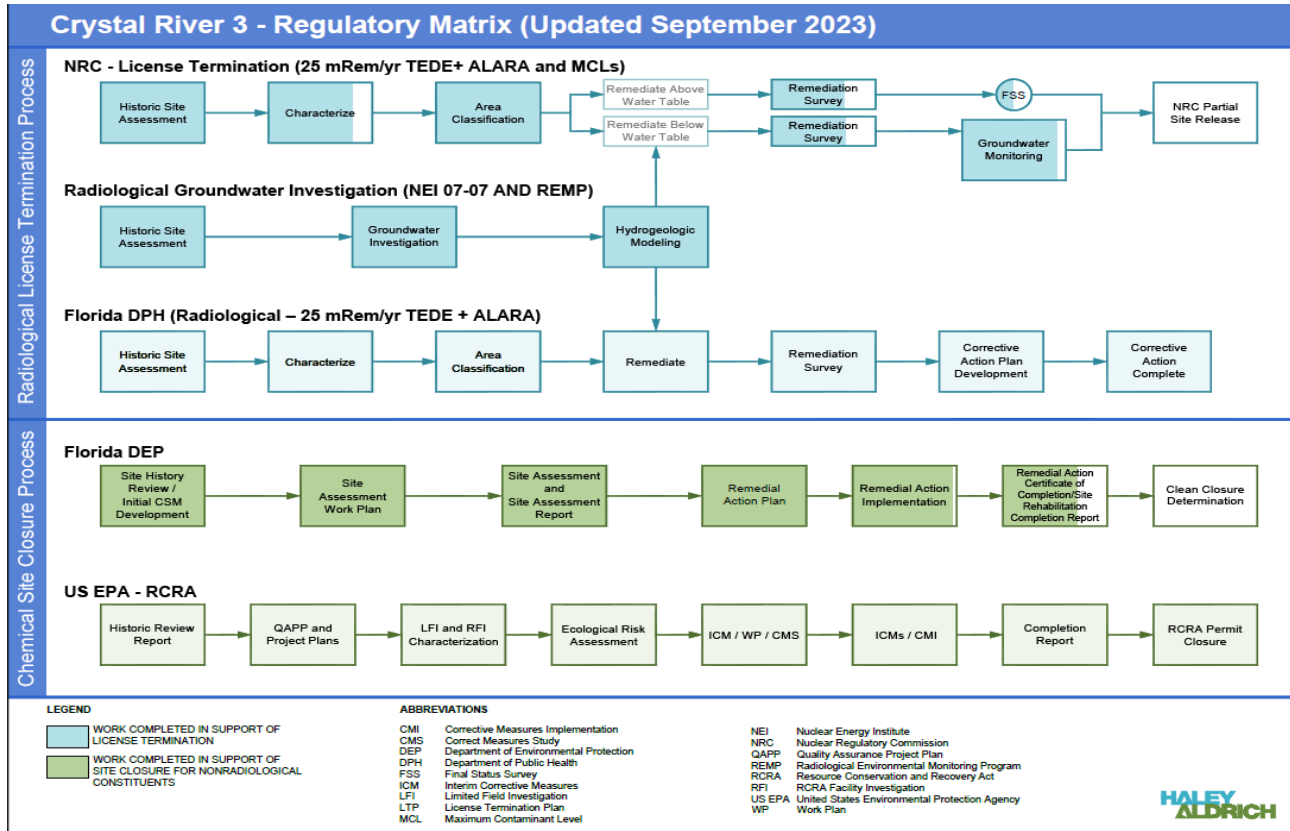 Crystal River 3 - Regulatory Matrix (Updated September 2023)
Radiological License Termination Process
NRC - License Termination (25 mRem/yr TEDE+ ALARA and MCLs)
Historic Site
Assessment
Characterize
Area
Classification
Remediate Above
Water Table
Remediate Below
Water Table
Remediation
Survey
Remediation
Survey
FSS
Groundwater
Monitoring
NRC Partial
Site Release
Radiological Groundwater Investigation (NEI 07-07 AND REMP)
Historic Site
Assessment
Groundwater
Investigation
Hydrogeologic
Modeling
Florida DPH (Radiological – 25 mRem/yr TEDE + ALARA)
Historic Site
Assessment
Characterize
Area
Classification
Remediate
Remediation
Survey
Corrective
Action Plan
Development
Corrective
Action
Complete
Chemical Site Closure Process
Florida DEP
Site History
Review /
Initial CSM
Development
Site
Assessment
Work Plan
Site Assessment
and
Site Assessment
Report
Remedial
Action Plan
Remedial Action
Implementation
Remedial Action
Certificate of
Completion/Site
Rehabilitation
Completion Report
Clean Closure
Determination
US EPA - RCRA
Historic Review
Report
QAPP and
Project Plans
LFI and RFI
Characterization
Ecological Risk
Assessment
ICM / WP / CMS
ICMs / CMI
Completion
Report
RCRA Permit
Closure
LEGEND
WORK COMPLETED IN SUPPORT OF
LICENSE TERMINATION
WORK COMPLETED IN SUPPORT OF
SITE CLOSURE FOR NONRADIOLOGICAL
CONSTITUENTS
ABBREVIATIONS
CMI Corrective Measures Implementation
CMS Correct Measures Study
DEP Department of Environmental Protection
DPH Department of Public Health
FSS Final Status Survey
ICM Interim Corrective Measures
LFI Limited Field Investigation
LTP License Termination Plan
MCL Maximum Contaminant Level
NEI Nuclear Energy Institute
NRC Nuclear Regulatory Commission
QAPP Quality Assurance Project Plan
REMP Radiological Environmental Monitoring Program
RCRA Resource Conservation and Recovery Act
RFI RCRA Facility Investigation
US EPA United States Environmental Protection Agency
WP Work Plan
HALEY
ALDRICH